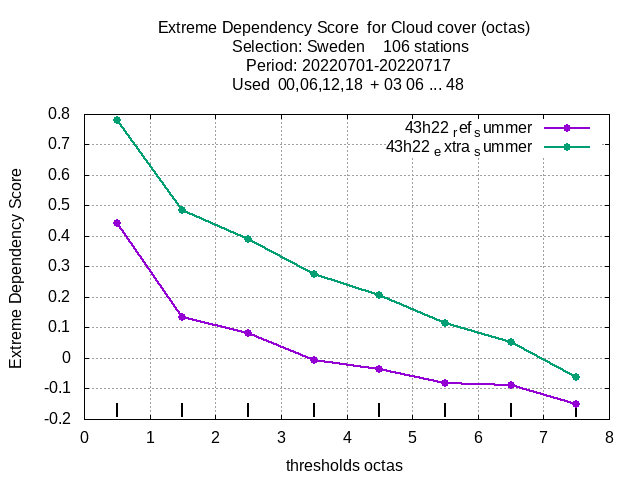 Extreme Dependency Score for Cloud cover (octas)
Selection: Sweden 106 stations
Period: 20220701-20220717
Used 00,06,12,18 + 03 06 ... 48
43h22 ref summer
43h22 extra summer
Extreme Dependency Score
0.8
0.7
0.6
0.5
0.4
0.3
0.2
0.1
0
-0.1
-0.2
0 1 2 3 4 5 6 7 8
thresholds octas